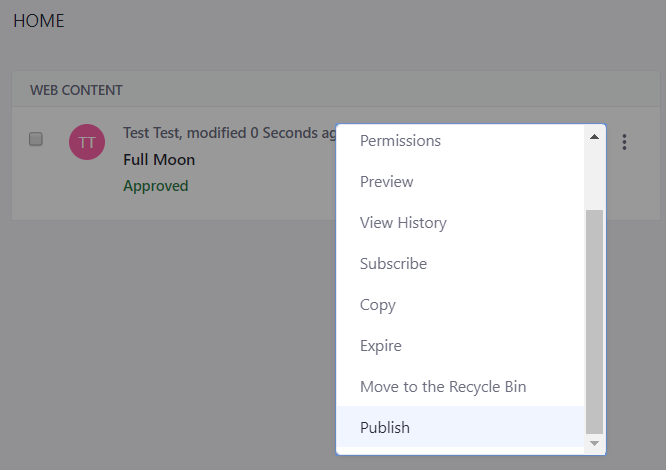 HOME
WEB CONTENT
TT
Test Test, modified 0 Seconds ag
Full Moon
Approved
Permissions
Preview
View History
Subscribe
Copy
Expire
Move to the Recycle Bin
Publish